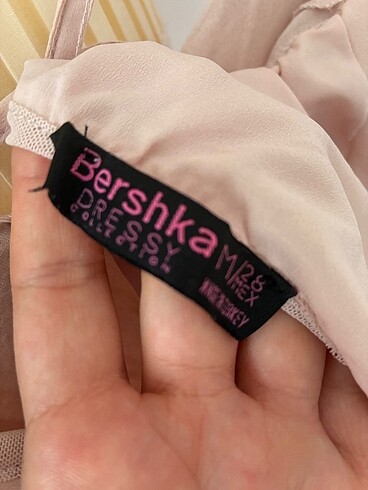 Bershka
DRESSY
COLLECTION
M/28
MEX
MADE IN TURKEY